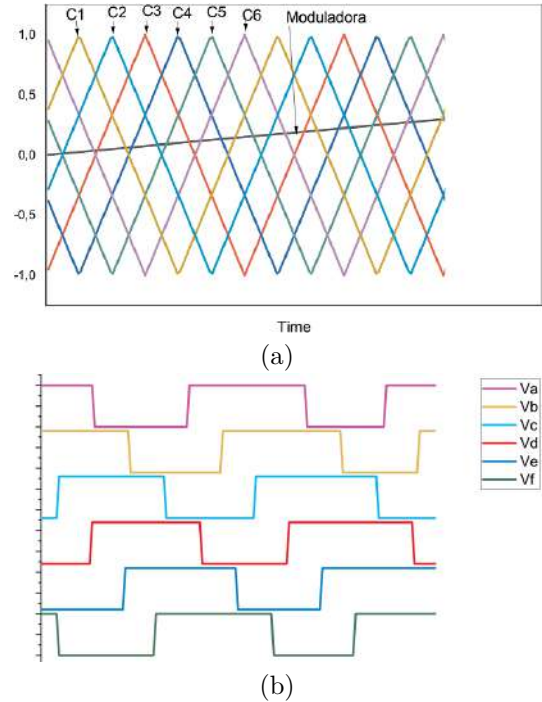 C1 C2 C3 C4 C5 C6 Moduladora
1,0
0,5
0,0
-0,5
-1,0
Time
(a)
Va
Vb
Vc
Vd
Ve
Vf
(b)